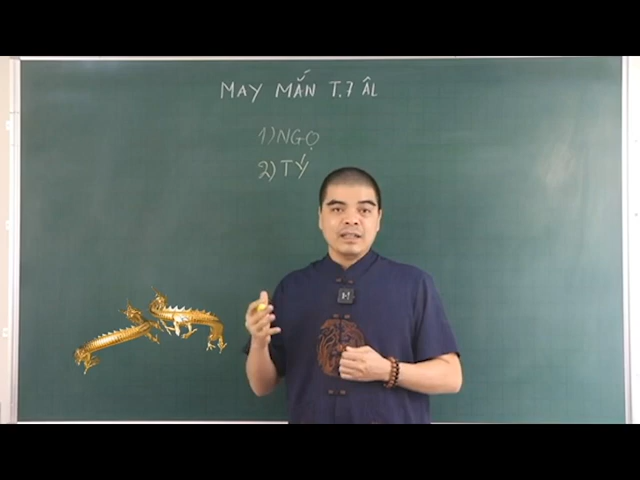 MAY MẮN T.7 ÂL
1) NGỌ
2) TÝ